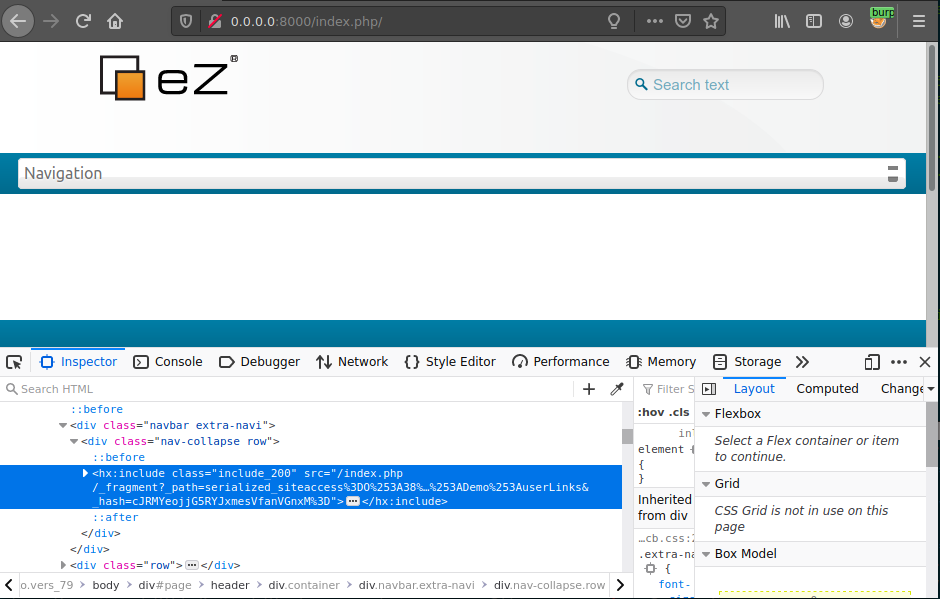 0.0.0.0:8000/index.php/
burp
eZ®
Search text
Navigation
Inspector Console Debugger Network Style Editor Performance Memory Storage
Search HTML
Filter S
Layout Computed Change
::before
<div class="navbar extra-navi">
<div class="nav-collapse row">
::before
<hx:include class="include_200" src="/index.php
/_fragment?_path=serialized_siteaccess%3DO%253A38%…%253ADemo%253AuserLinks&
_hash=cJRMYeojjG5RYJxmesVfanVGnxM%3D"></hx:include>
::after
</div>
</div>
<div class="row"></div>
:hov .cls
element
{
}
Inherited
from div
…cb.css:2
.extra-na
{
font-
Flexbox
Select a Flex container or item
to continue.
Grid
CSS Grid is not in use on this
page
Box Model
o.vers_79 > body > div#page > header > div.container > div.navbar.extra-navi > div.nav-collapse.row